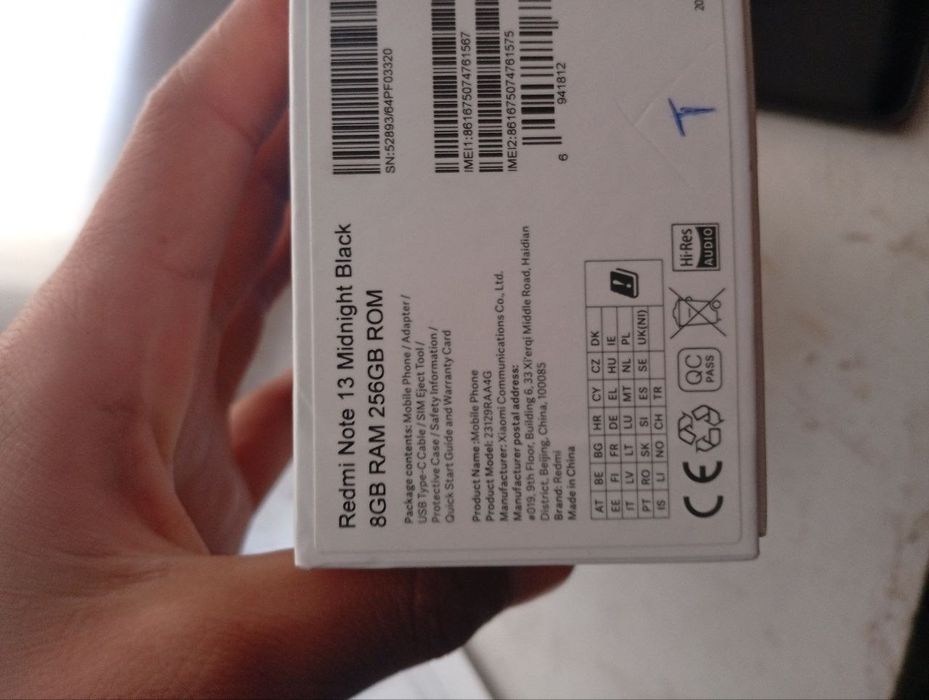 Redmi Note 13 Midnight Black
8GB RAM 256GB ROM
Package contents: Mobile Phone / Adapter /
USB Type-C Cable / SIM Eject Tool /
Protective Case / Safety Information /
Quick Start Guide and Warranty Card
Product Name :Mobile Phone
Product Model: 23129RAA4G
Manufacturer: Xiaomi Communications Co., Ltd.
Manufacturer postal address:
#019, 9th Floor, Building 6, 33 Xi'erqi Middle Road, Haidian
District, Beijing, China, 100085
Brand: Redmi
Made in China
AT BE BG HR CY CZ DK
EE FI FR DE EL HU IE
IT LV LT LU MT NL PL
PT RO SK SI ES SE UK(NI)
IS LI NO CH TR
CE
QC
PASS
Hi-Res
AUDIO
SN:52893/64PF03320
IMEI1:861675074761567
IMEI2:861675074761575
6 941812
T
20